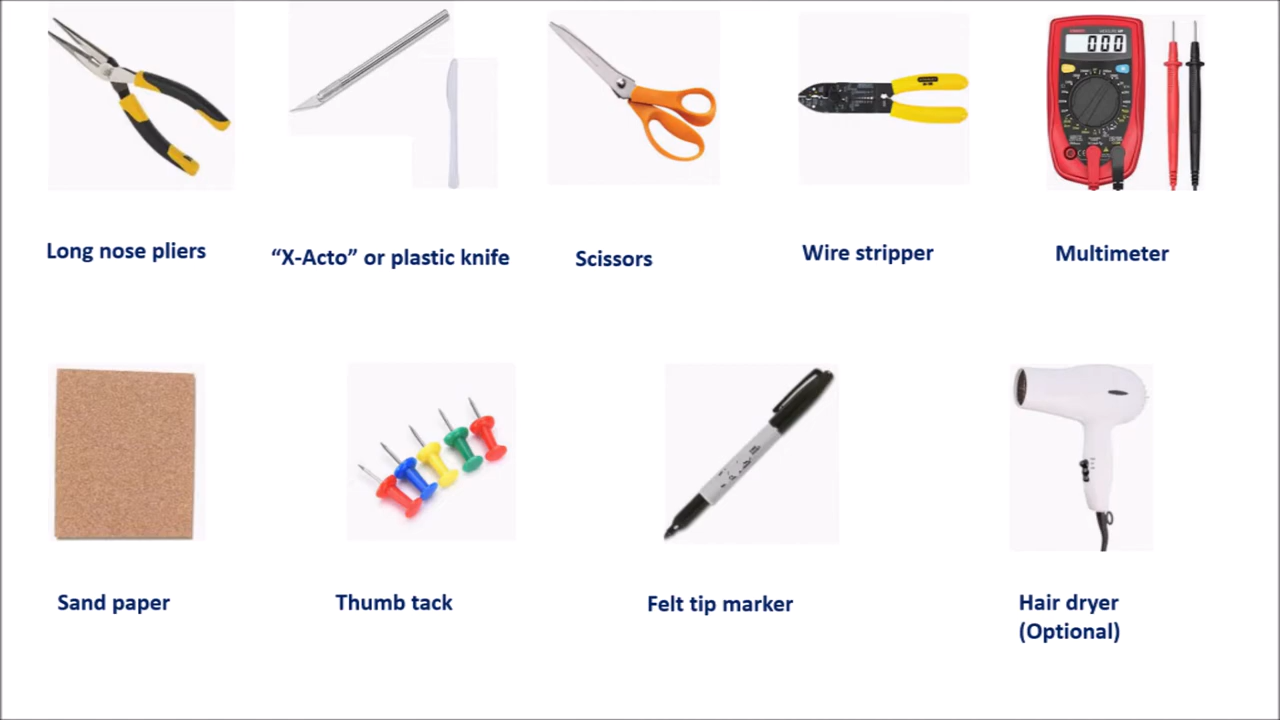 000
Long nose pliers
“X-Acto” or plastic knife
Scissors
Wire stripper
Multimeter
Sand paper
Thumb tack
Felt tip marker
Hair dryer
(Optional)